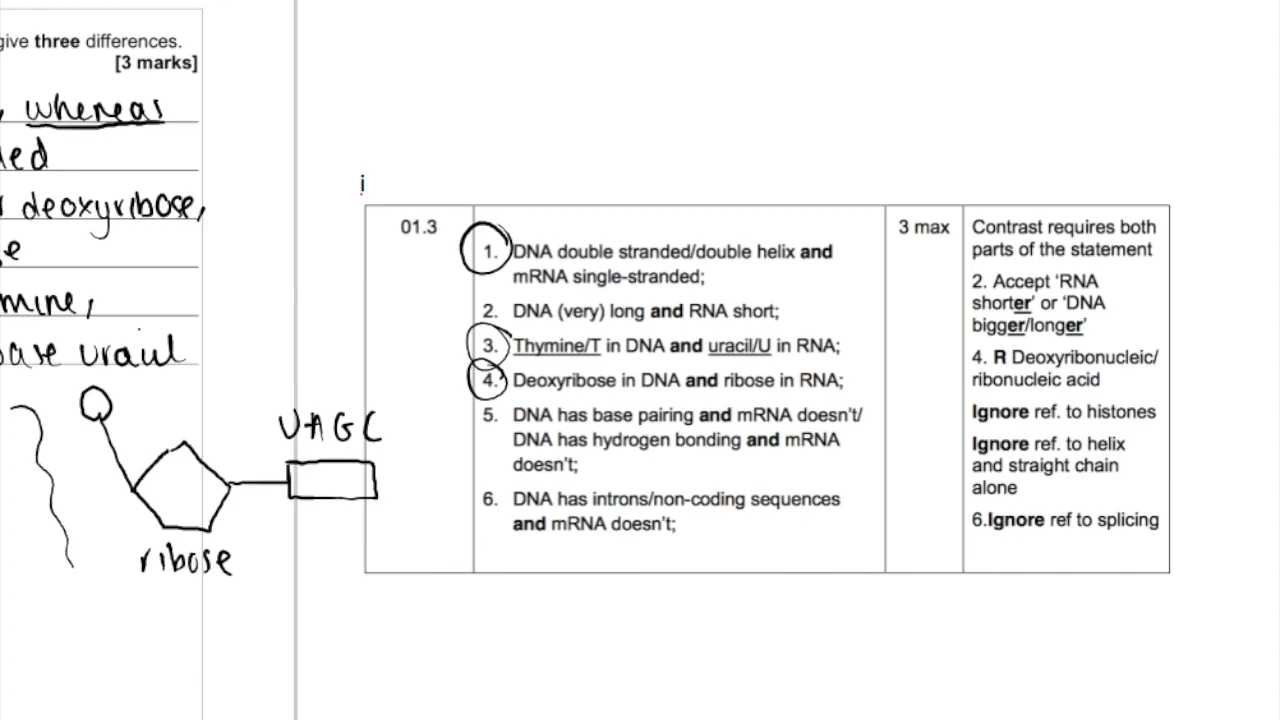 give three differences.
[3 marks]
, whereas
ded
deoxyribose,
e
mine,
base uraul
UAGC
ribose
i
01.3
1. DNA double stranded/double helix and
mRNA single-stranded;
2. DNA (very) long and RNA short;
3. Thymine/T in DNA and uracil/U in RNA;
4. Deoxyribose in DNA and ribose in RNA;
5. DNA has base pairing and mRNA doesn't/
DNA has hydrogen bonding and mRNA
doesn't;
6. DNA has introns/non-coding sequences
and mRNA doesn't;
3 max
Contrast requires both
parts of the statement
2. Accept 'RNA
shorter' or 'DNA
bigger/longer'
4. R Deoxyribonucleic/
ribonucleic acid
Ignore ref. to histones
Ignore ref. to helix
and straight chain
alone
6.Ignore ref to splicing